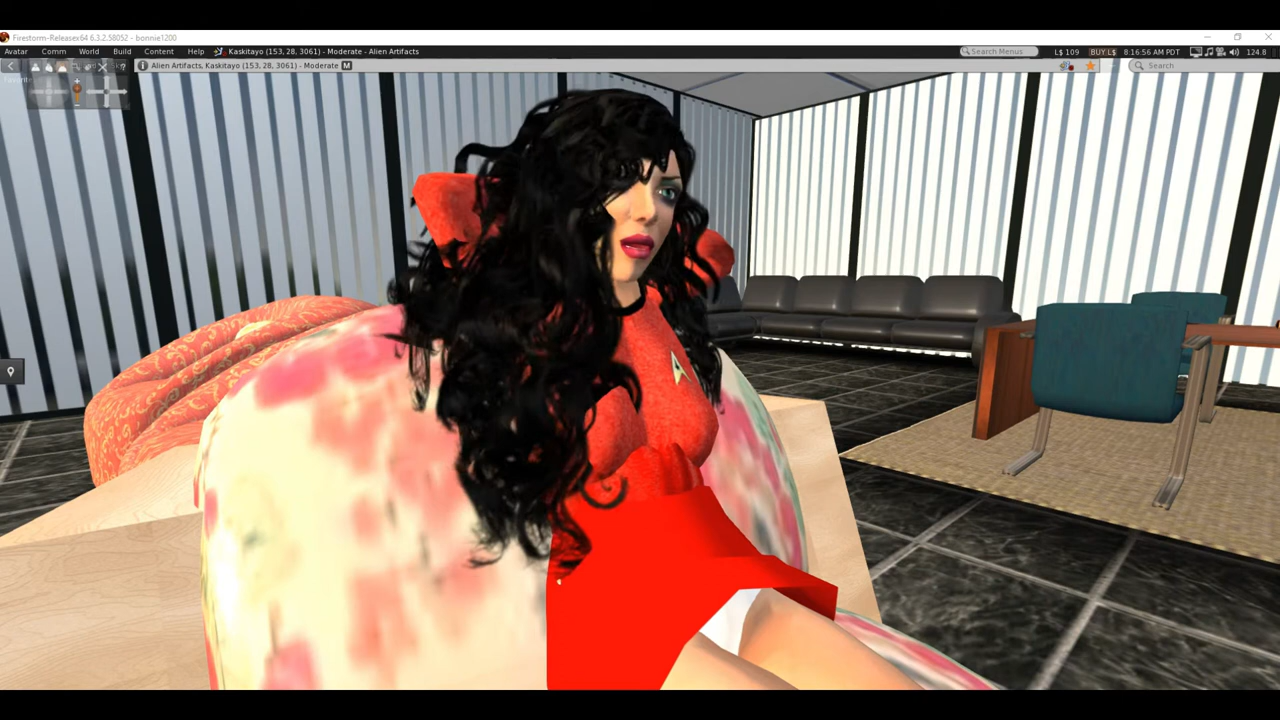 Firestorm-Releasex64 6.3.2.58052 - bonnie1200
Avatar Comm World Build Content Help Kaskitayo (153, 28, 3061) - Moderate - Alien Artifacts Search Menus L$ 109 BUY L$ 8:16:56 AM PDT 124.8
Alien Artifacts, Kaskitayo (153, 28, 3061) - Moderate M Search